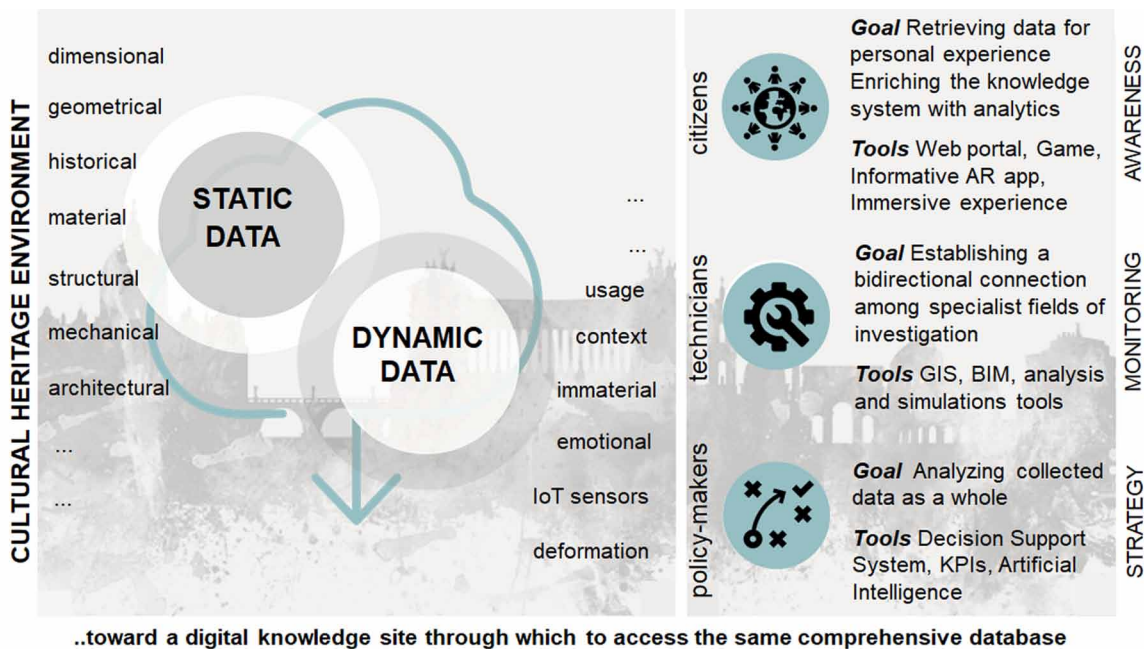 CULTURAL HERITAGE ENVIRONMENT
dimensional
geometrical
historical
material
structural
mechanical
architectural
...
...
STATIC
DATA
DYNAMIC
DATA
...
...
usage
context
immaterial
emotional
IoT sensors
deformation
citizens
Goal Retrieving data for
personal experience
Enriching the knowledge
system with analytics
Tools Web portal, Game,
Informative AR app,
Immersive experience
AWARENESS
technicians
Goal Establishing a
bidirectional connection
among specialist fields of
investigation
Tools GIS, BIM, analysis
and simulations tools
MONITORING
policy-makers
Goal Analyzing collected
data as a whole
Tools Decision Support
System, KPIs, Artificial
Intelligence
STRATEGY
..toward a digital knowledge site through which to access the same comprehensive database